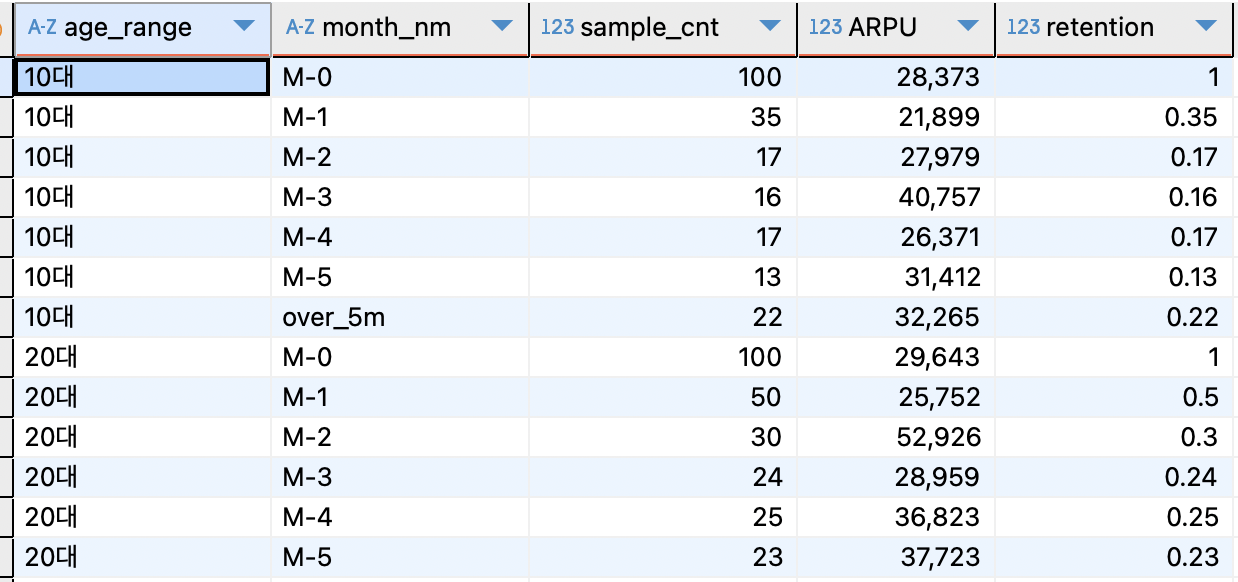 A-Z age_range A-Z month_nm 123 sample_cnt 123 ARPU 123 retention
10대 M-0 100 28,373 1
10대 M-1 35 21,899 0.35
10대 M-2 17 27,979 0.17
10대 M-3 16 40,757 0.16
10대 M-4 17 26,371 0.17
10대 M-5 13 31,412 0.13
10대 over_5m 22 32,265 0.22
20대 M-0 100 29,643 1
20대 M-1 50 25,752 0.5
20대 M-2 30 52,926 0.3
20대 M-3 24 28,959 0.24
20대 M-4 25 36,823 0.25
20대 M-5 23 37,723 0.23